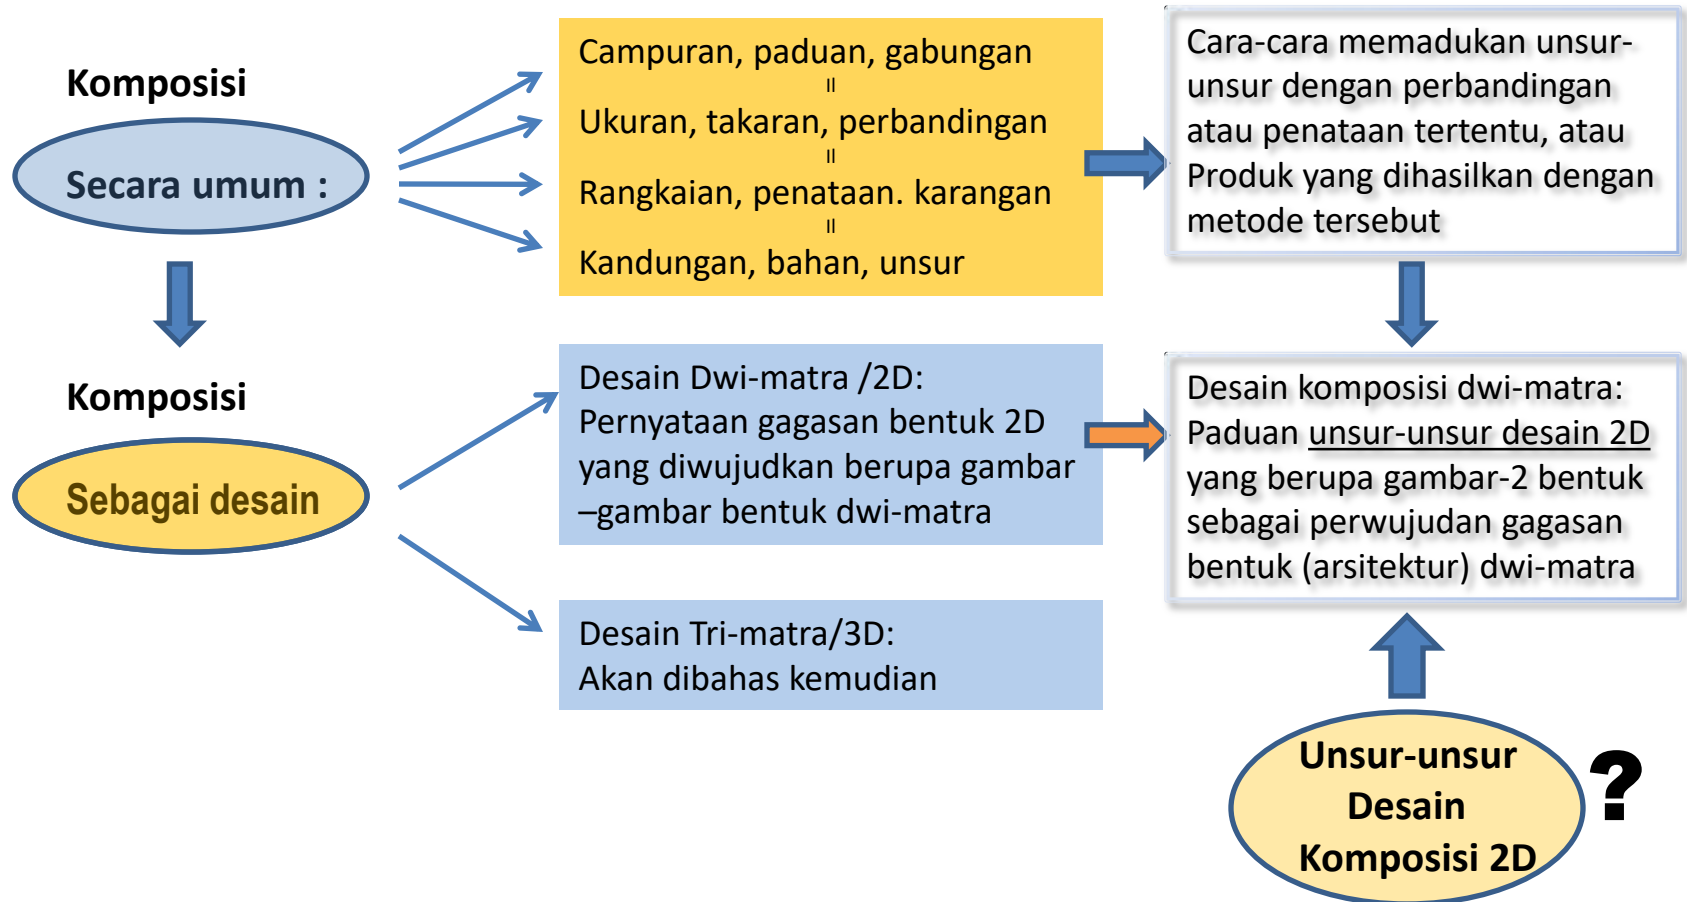 Komposisi
Secara umum :
Campuran, paduan, gabungan
=
Ukuran, takaran, perbandingan
=
Rangkaian, penataan. karangan
=
Kandungan, bahan, unsur
Cara-cara memadukan unsur-
unsur dengan perbandingan
atau penataan tertentu, atau
Produk yang dihasilkan dengan
metode tersebut
Komposisi
Sebagai desain
Desain Dwi-matra /2D:
Pernyataan gagasan bentuk 2D
yang diwujudkan berupa gambar
–gambar bentuk dwi-matra
Desain komposisi dwi-matra:
Paduan unsur-unsur desain 2D
yang berupa gambar-2 bentuk
sebagai perwujudan gagasan
bentuk (arsitektur) dwi-matra
Desain Tri-matra/3D:
Akan dibahas kemudian
Unsur-unsur
Desain
Komposisi 2D
?